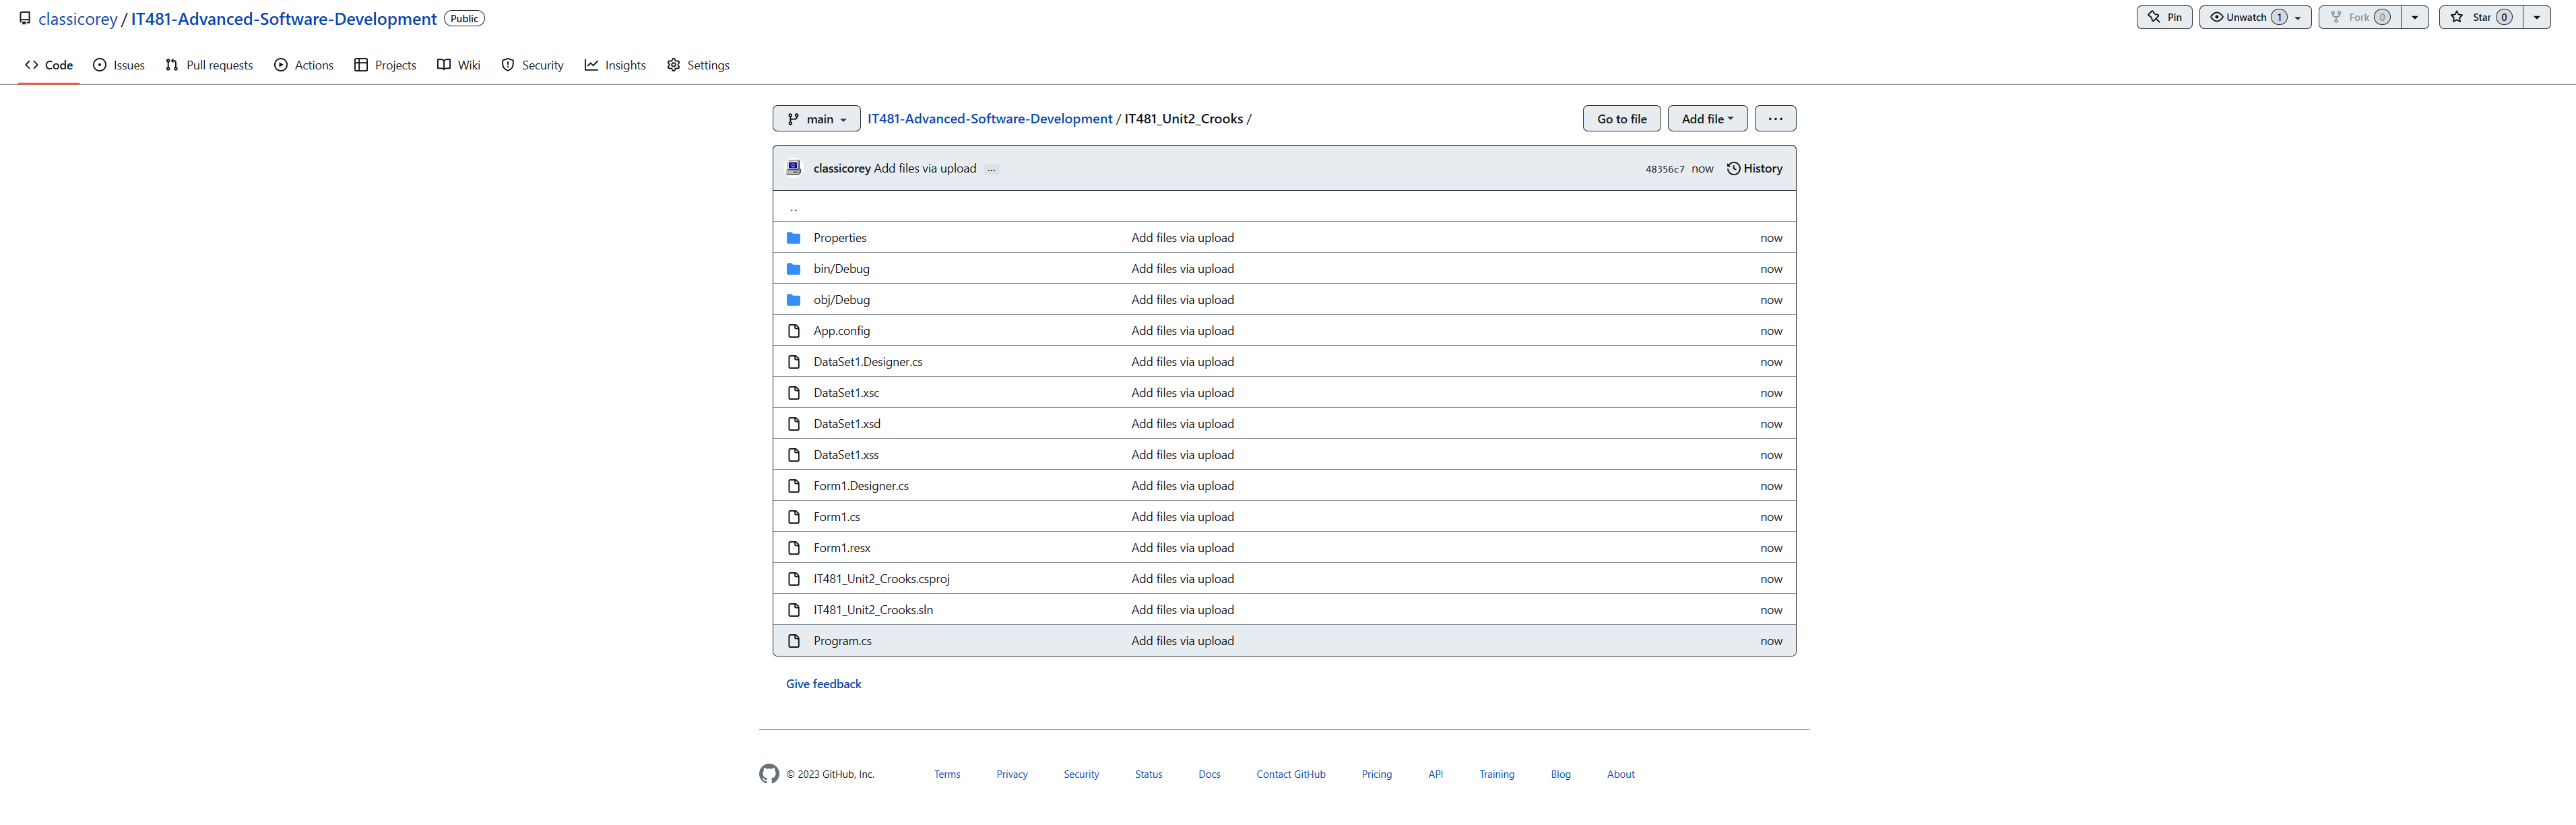 classicorey / IT481-Advanced-Software-Development Public Pin Unwatch 1 Fork 0 Star 0
Code Issues Pull requests Actions Projects Wiki Security Insights Settings
main IT481-Advanced-Software-Development / IT481_Unit2_Crooks / Go to file Add file ...
classicorey Add files via upload ... 48356c7 now History
..
Properties Add files via upload now
bin/Debug Add files via upload now
obj/Debug Add files via upload now
App.config Add files via upload now
DataSet1.Designer.cs Add files via upload now
DataSet1.xsc Add files via upload now
DataSet1.xsd Add files via upload now
DataSet1.xss Add files via upload now
Form1.Designer.cs Add files via upload now
Form1.cs Add files via upload now
Form1.resx Add files via upload now
IT481_Unit2_Crooks.csproj Add files via upload now
IT481_Unit2_Crooks.sln Add files via upload now
Program.cs Add files via upload now
Give feedback
© 2023 GitHub, Inc. Terms Privacy Security Status Docs Contact GitHub Pricing API Training Blog About